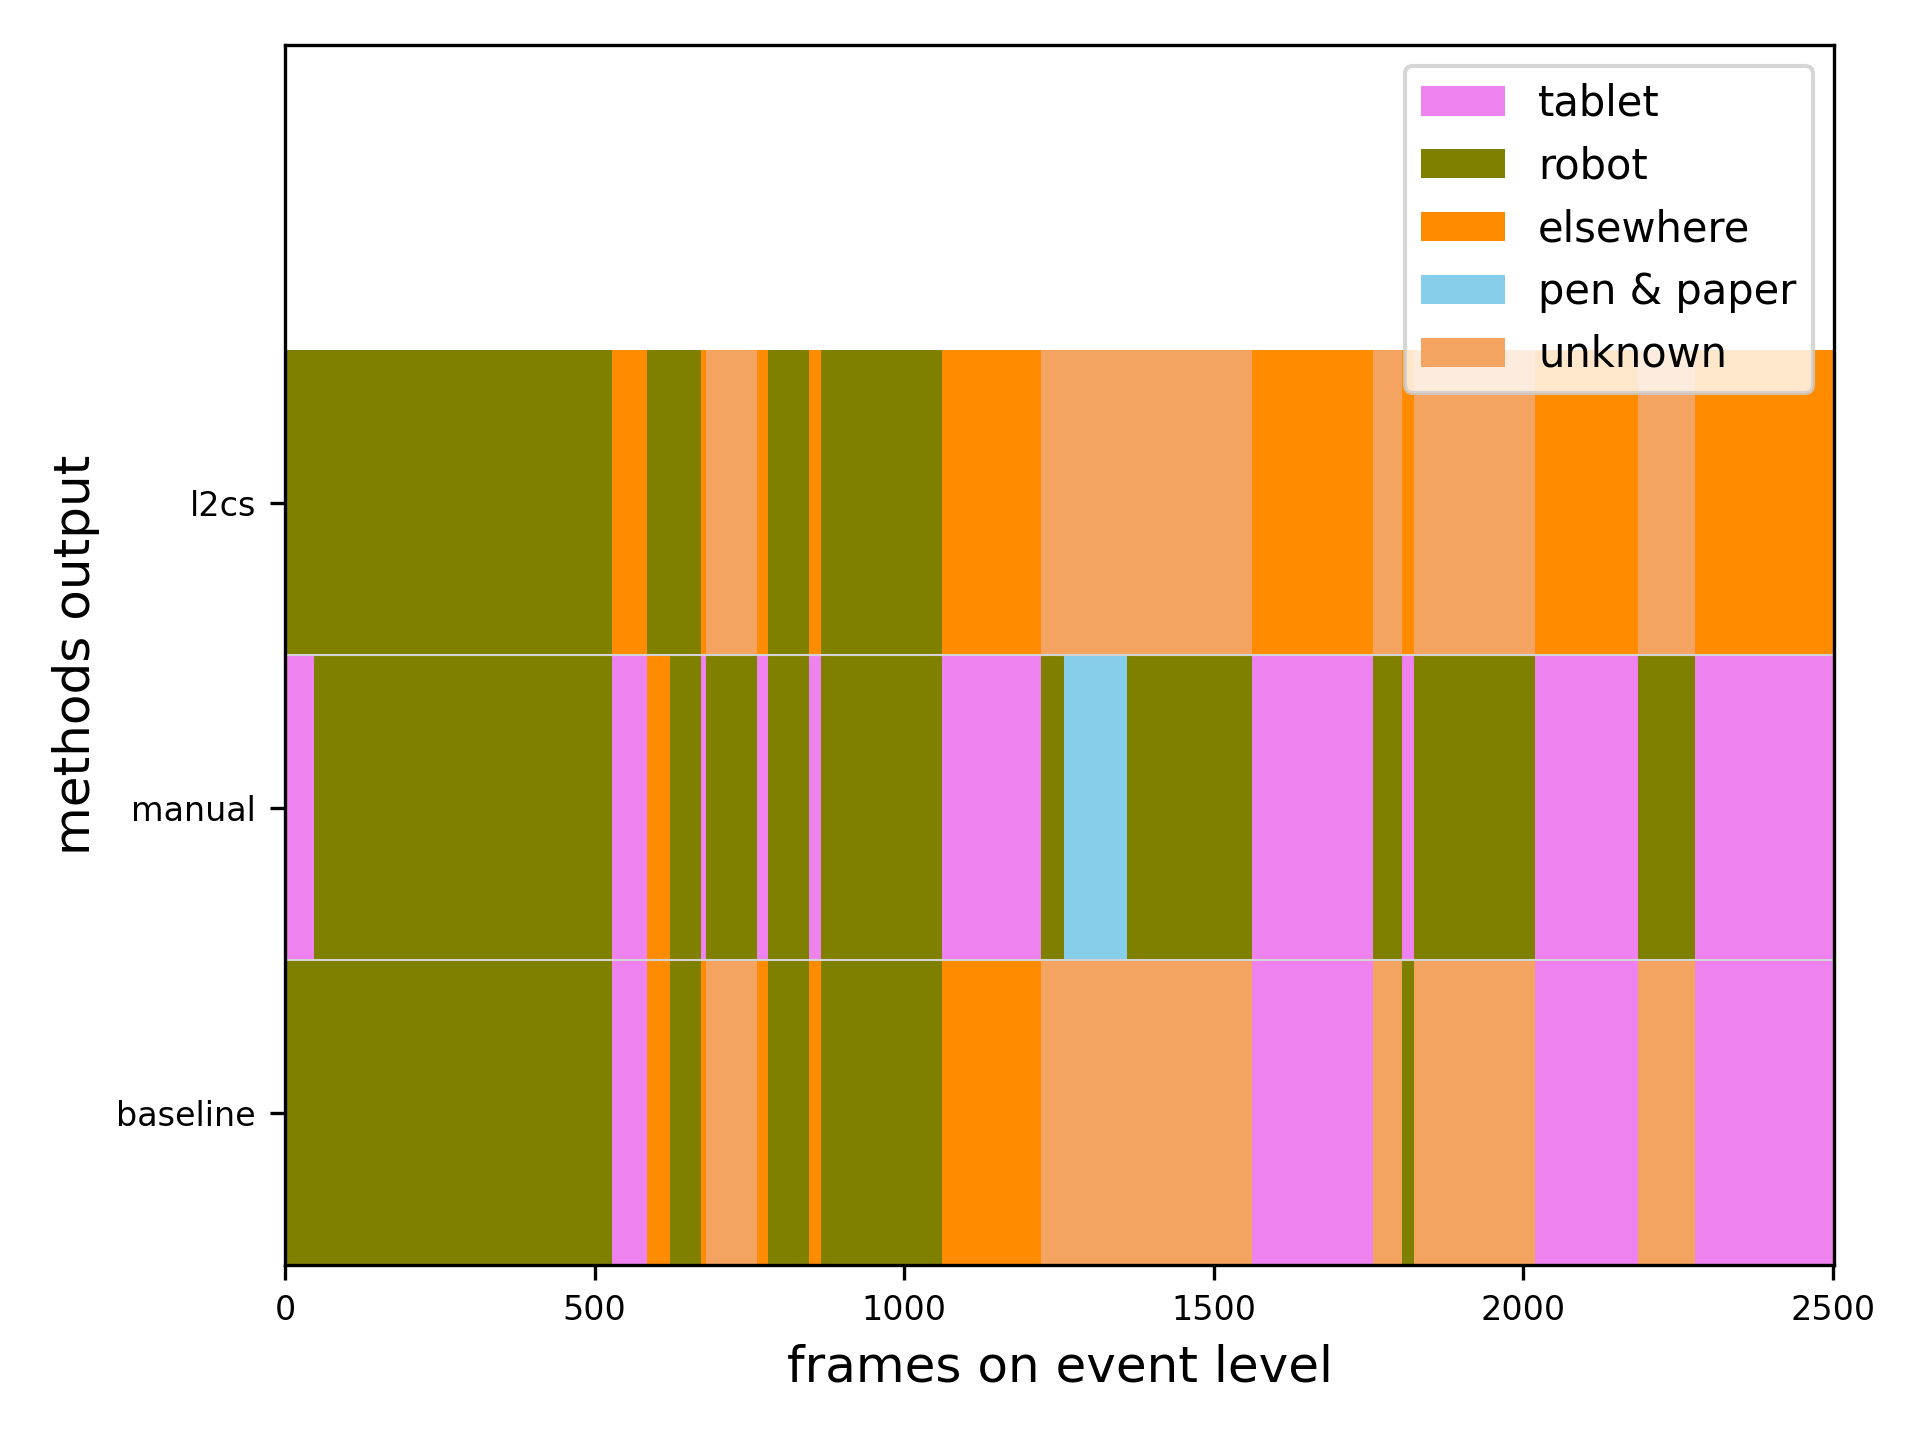 tablet
robot
elsewhere
pen & paper
unknown
methods output
l2cs
manual
baseline
0 500 1000 1500 2000 2500
frames on event level